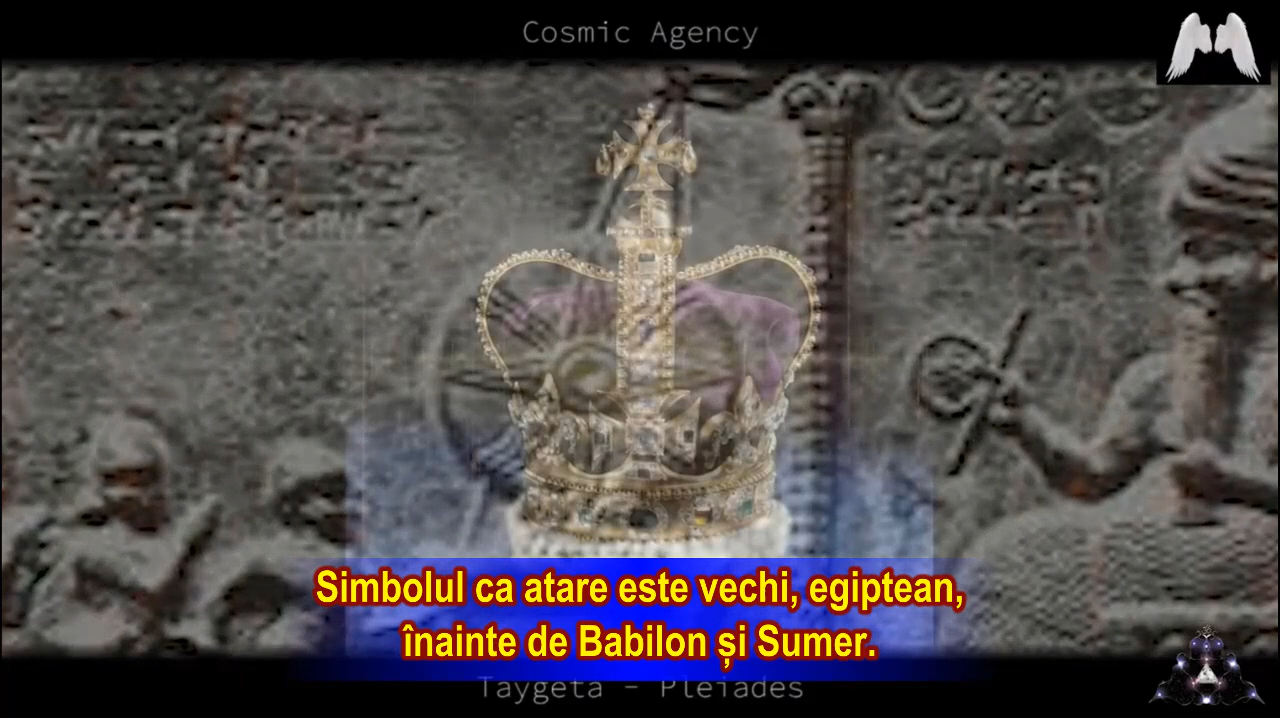 Cosmic Agency
Simbolul ca atare este vechi, egiptean,
înainte de Babilon și Sumer.
Taygeta - Pleiades